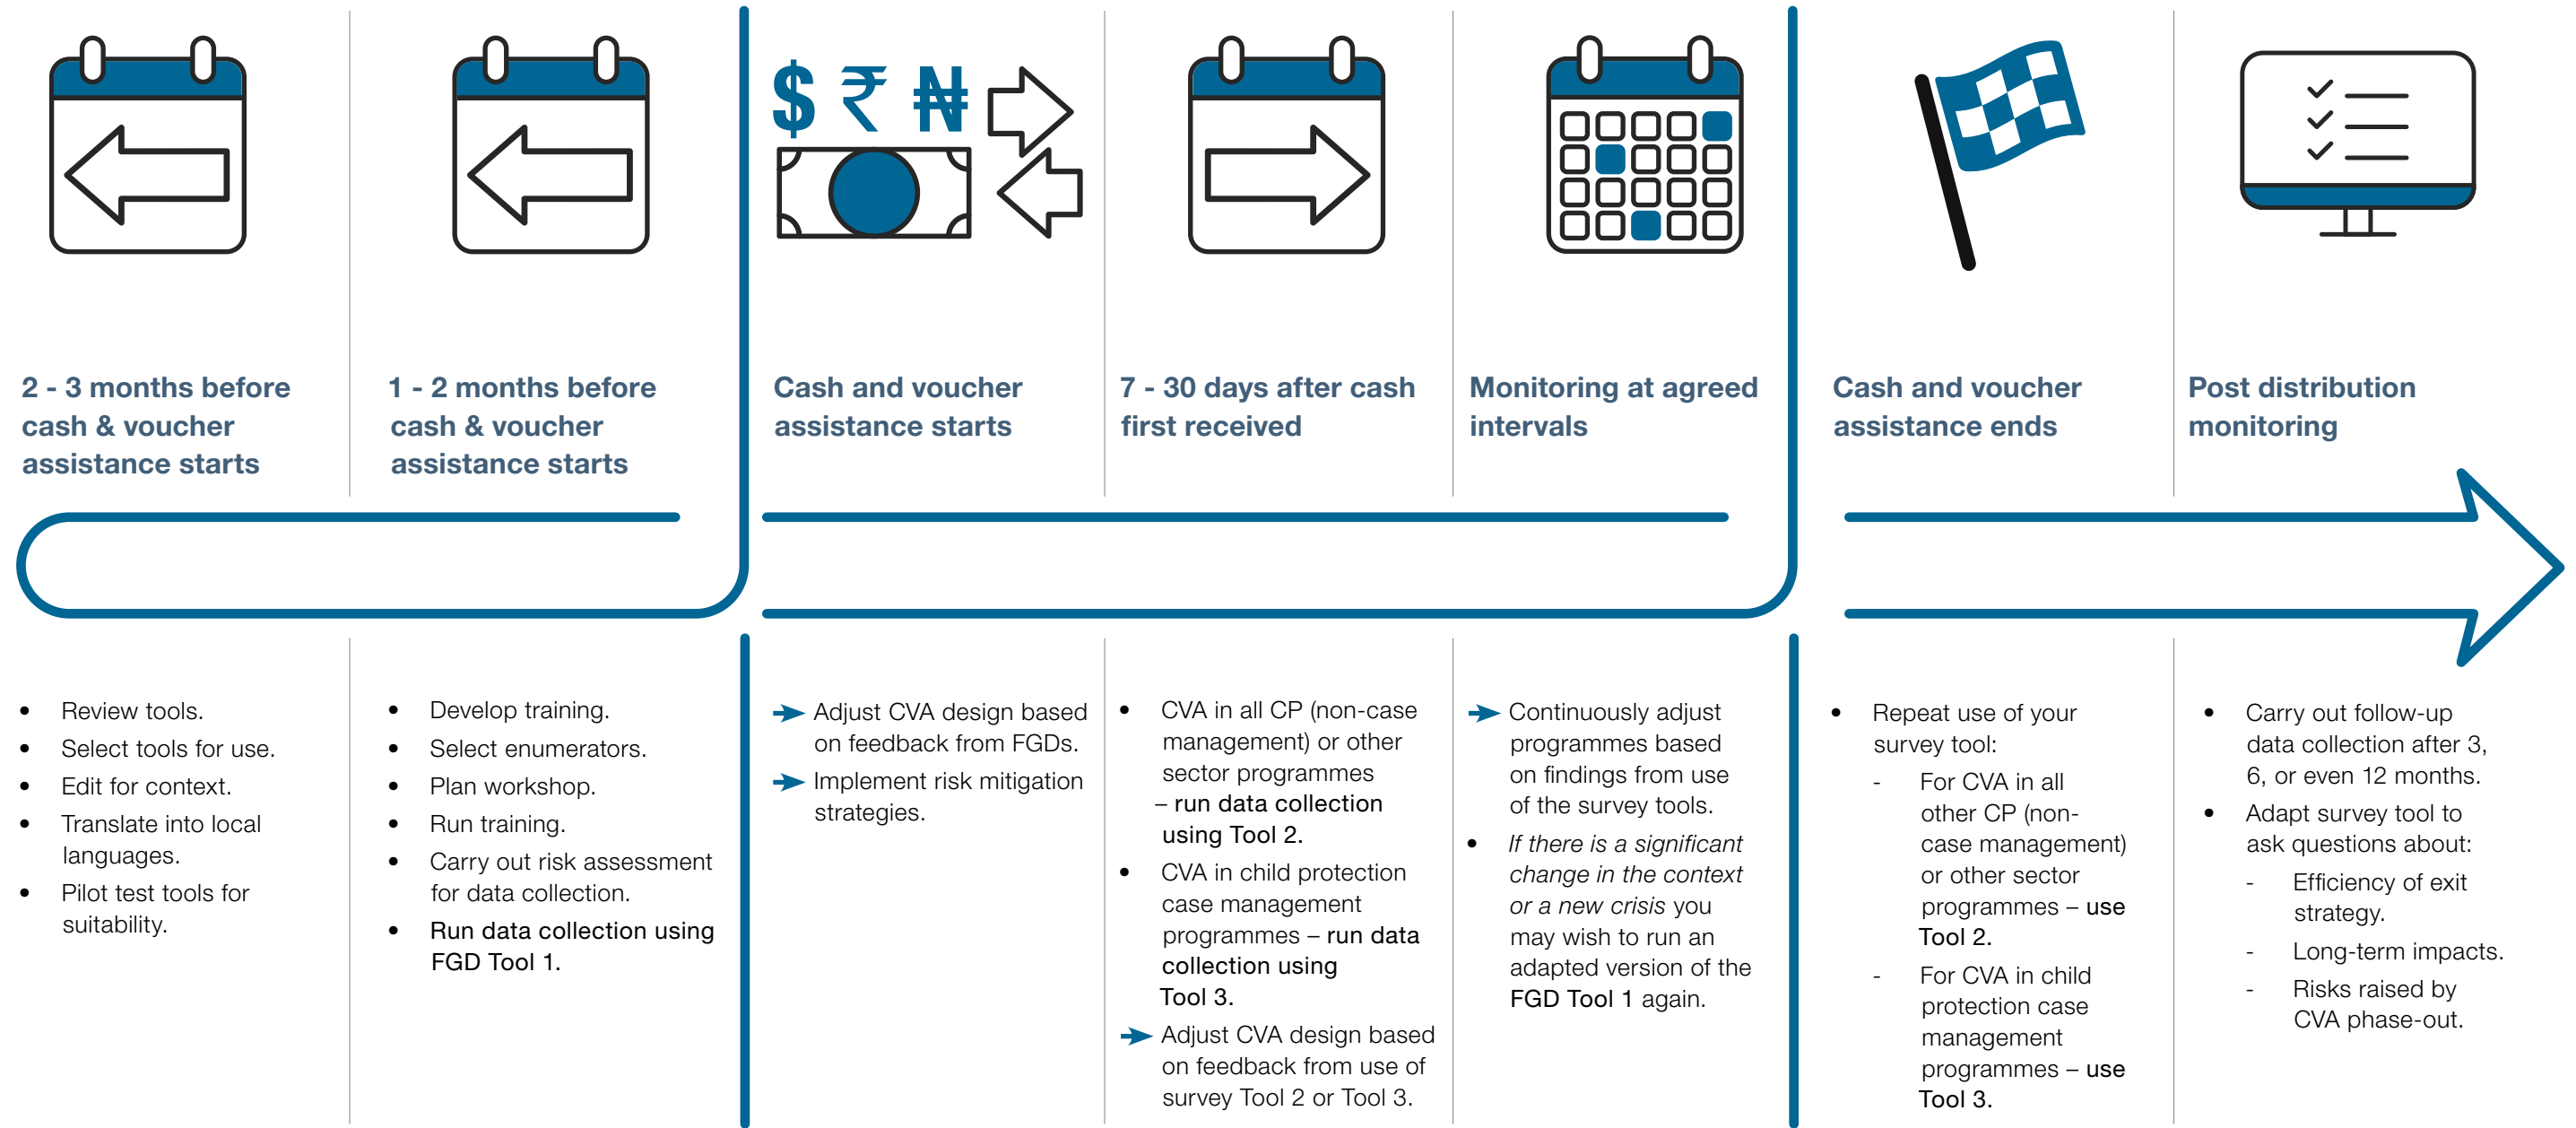 $ ₹ ₦
2 - 3 months before
cash & voucher
assistance starts
1 - 2 months before
cash & voucher
assistance starts
Cash and voucher
assistance starts
7 - 30 days after cash
first received
Monitoring at agreed
intervals
Cash and voucher
assistance ends
Post distribution
monitoring
• Review tools.
• Select tools for use.
• Edit for context.
• Translate into local
languages.
• Pilot test tools for
suitability.
• Develop training.
• Select enumerators.
• Plan workshop.
• Run training.
• Carry out risk assessment
for data collection.
• Run data collection using
FGD Tool 1.
Adjust CVA design based
on feedback from FGDs.
Implement risk mitigation
strategies.
• CVA in all CP (non-case
management) or other
sector programmes
– run data collection
using Tool 2.
• CVA in child protection
case management
programmes – run data
collection using
Tool 3.
Adjust CVA design based
on feedback from use of
survey Tool 2 or Tool 3.
Continuously adjust
programmes based
on findings from use
of the survey tools.
• If there is a significant
change in the context
or a new crisis you
may wish to run an
adapted version of the
FGD Tool 1 again.
• Repeat use of your
survey tool:
- For CVA in all
other CP (non-
case management)
or other sector
programmes – use
Tool 2.
- For CVA in child
protection case
management
programmes – use
Tool 3.
• Carry out follow-up
data collection after 3,
6, or even 12 months.
• Adapt survey tool to
ask questions about:
- Efficiency of exit
strategy.
- Long-term impacts.
- Risks raised by
CVA phase-out.